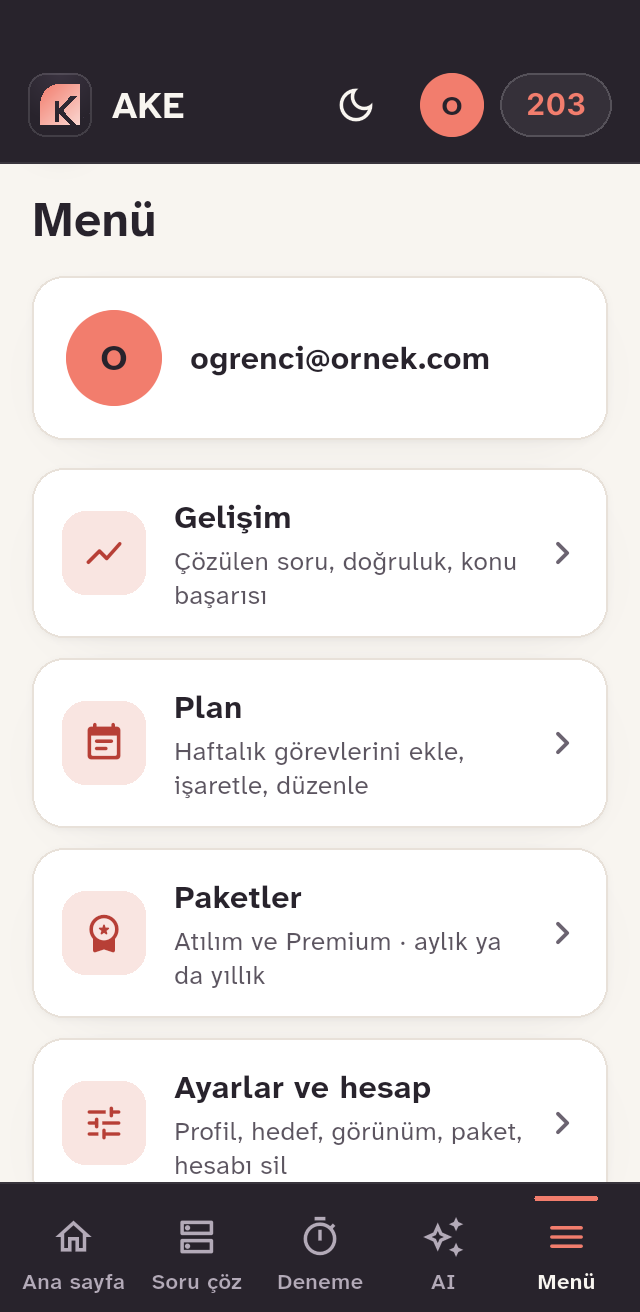 K AKE O 203
Menü
O ogrenci@ornek.com
Gelişim
Çözülen soru, doğruluk, konu
başarısı
Plan
Haftalık görevlerini ekle,
işaretle, düzenle
Paketler
Atılım ve Premium · aylık ya
da yıllık
Ayarlar ve hesap
Profil, hedef, görünüm, paket,
hesabı sil
Ana sayfa Soru çöz Deneme AI Menü